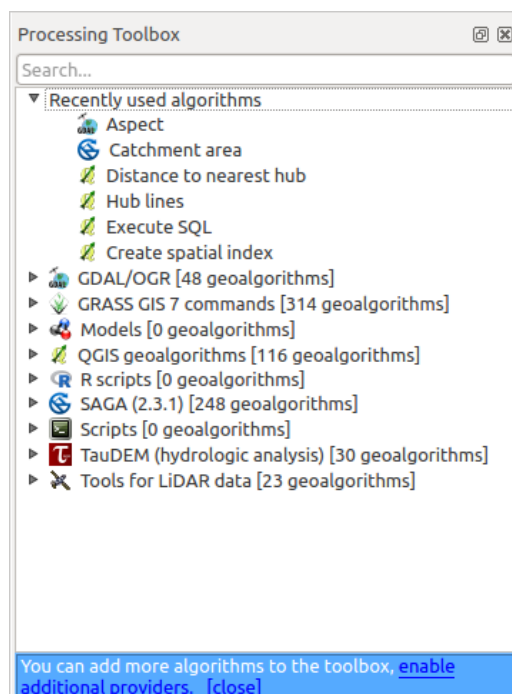 Processing Toolbox
Search...
Recently used algorithms
Aspect
Catchment area
Distance to nearest hub
Hub lines
Execute SQL
Create spatial index
GDAL/OGR [48 geoalgorithms]
GRASS GIS 7 commands [314 geoalgorithms]
Models [0 geoalgorithms]
QGIS geoalgorithms [116 geoalgorithms]
R scripts [0 geoalgorithms]
SAGA (2.3.1) [248 geoalgorithms]
Scripts [0 geoalgorithms]
TauDEM (hydrologic analysis) [30 geoalgorithms]
Tools for LiDAR data [23 geoalgorithms]
You can add more algorithms to the toolbox, enable
additional providers. [close]